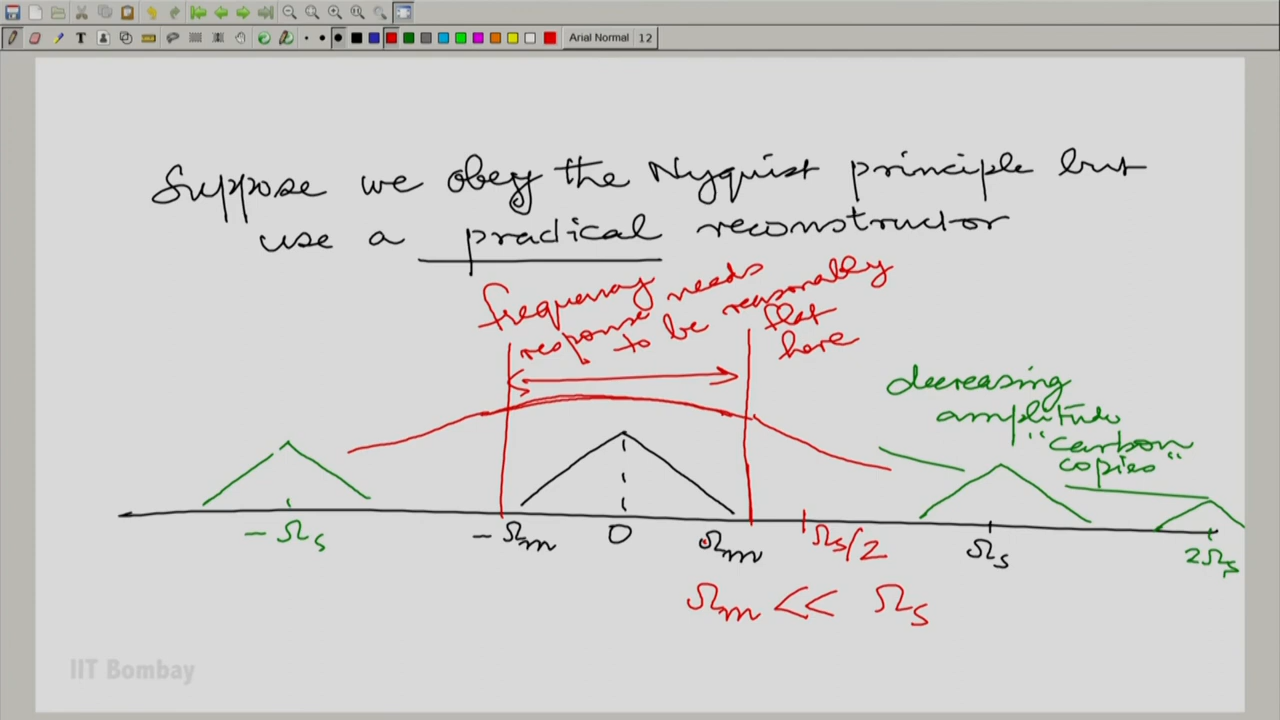 Arial Normal 12
Suppose we obey the Nyquist principle but
use a practical reconstructor
frequency needs
response to be reasonably
flat
here
decreasing
amplitude
"carbon
copies"
-Ωs
-Ωm
0
Ωm
Ωs/2
Ωs
2Ωs
Ωm << Ωs
IIT Bombay